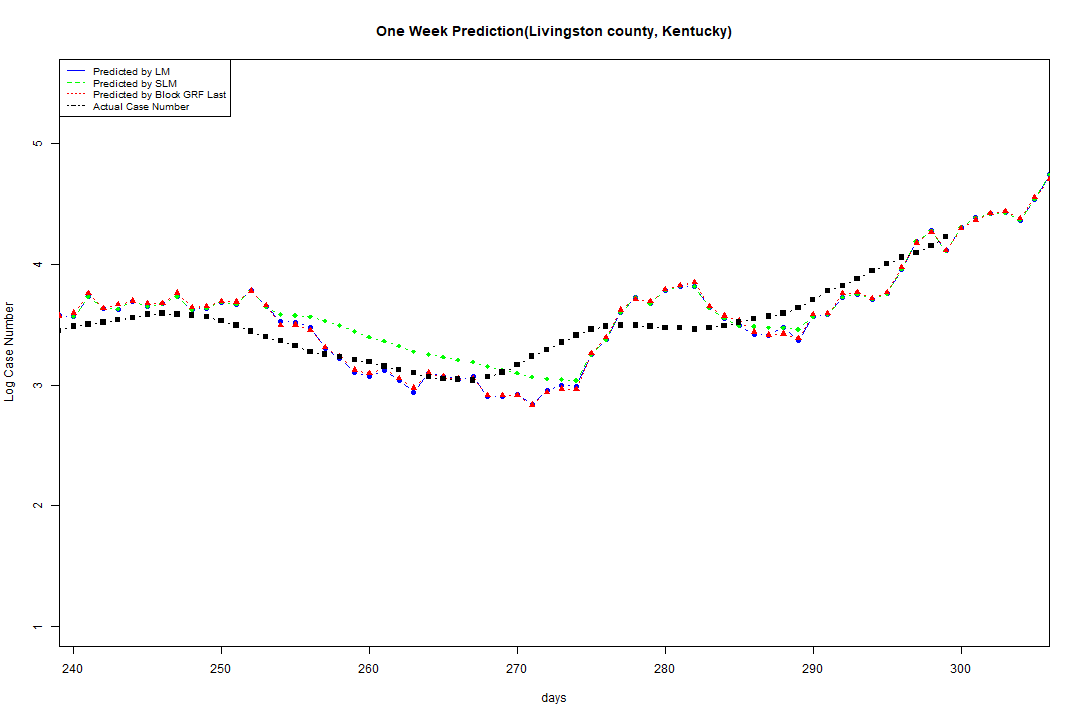 One Week Prediction(Livingston county, Kentucky)
Predicted by LM
Predicted by SLM
Predicted by Block GRF Last
Actual Case Number
5
4
3
2
1
Log Case Number
240 250 260 270 280 290 300
days